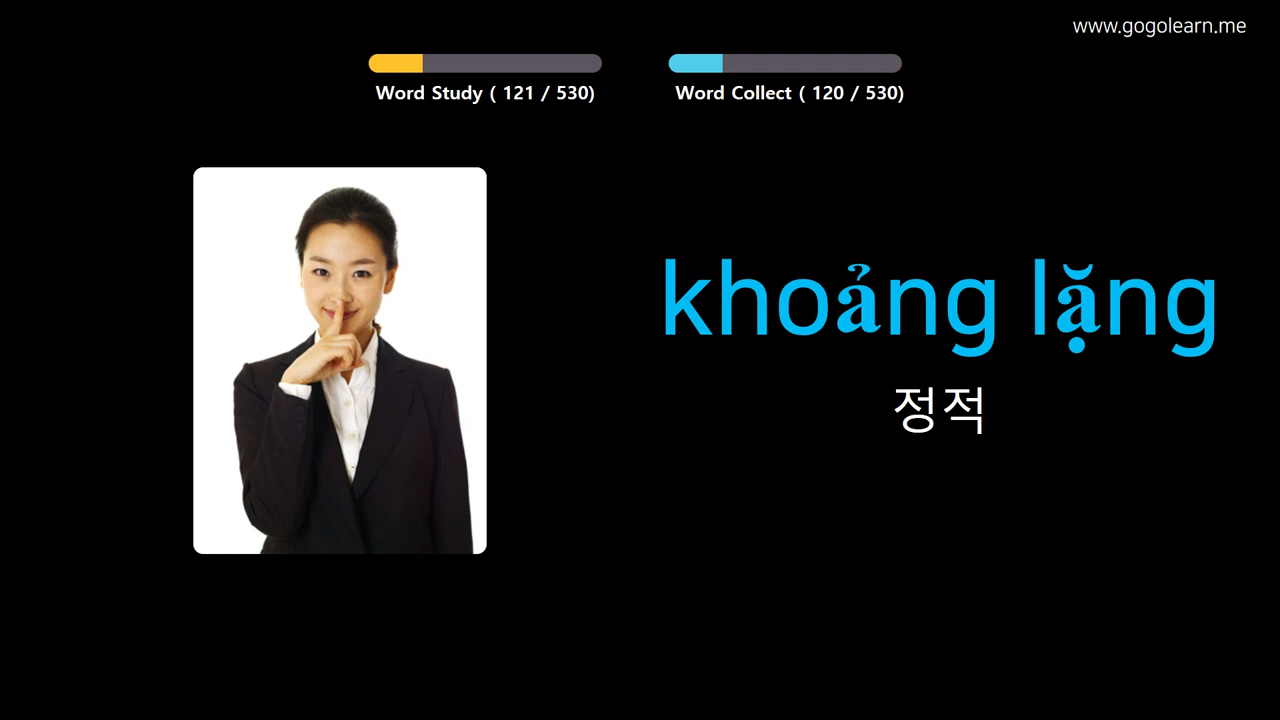 www.gogolearn.me
Word Study ( 121 / 530)
Word Collect ( 120 / 530)
khoảng lặng
정적